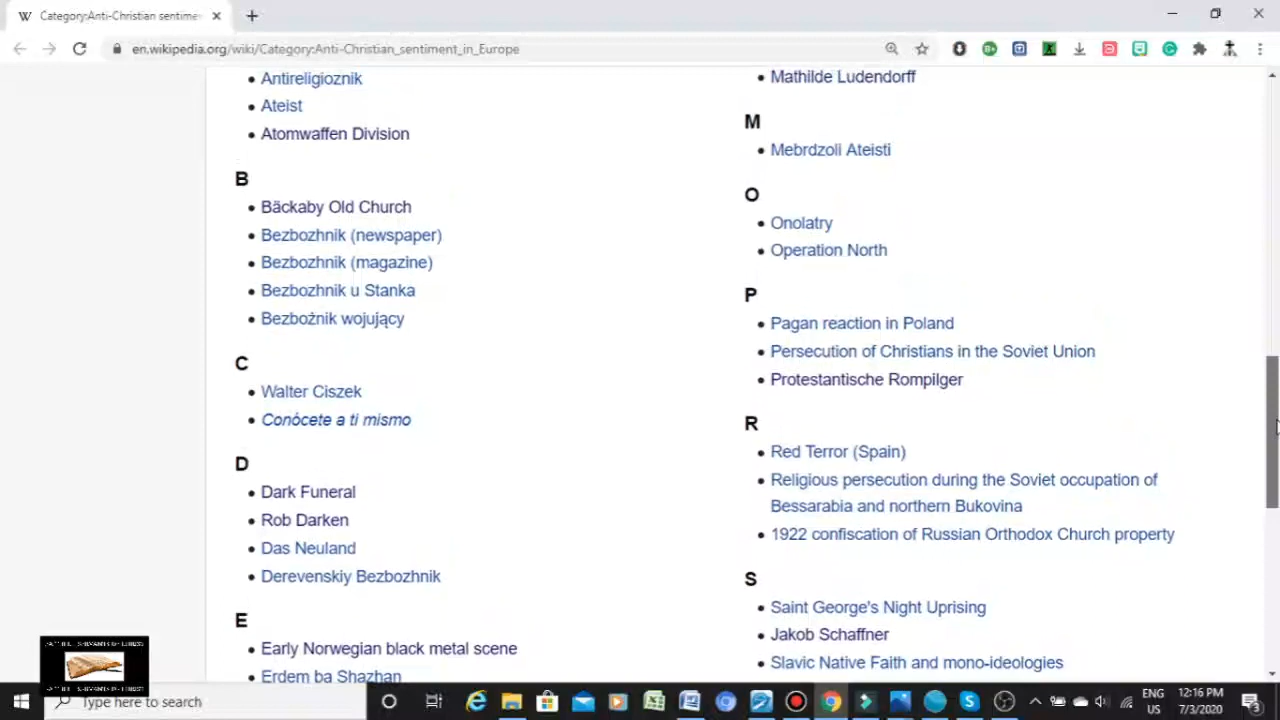 Category:Anti-Christian sentime
en.wikipedia.org/wiki/Category:Anti-Christian_sentiment_in_Europe
Antireligioznik
Ateist
Atomwaffen Division
B
Bäckaby Old Church
Bezbozhnik (newspaper)
Bezbozhnik (magazine)
Bezbozhnik u Stanka
Bezbożnik wojujący
C
Walter Ciszek
Conócete a ti mismo
D
Dark Funeral
Rob Darken
Das Neuland
Derevenskiy Bezbozhnik
E
Early Norwegian black metal scene
Erdem ba Shazhan
Mathilde Ludendorff
M
Mebrdzoli Ateisti
O
Onolatry
Operation North
P
Pagan reaction in Poland
Persecution of Christians in the Soviet Union
Protestantische Rompilger
R
Red Terror (Spain)
Religious persecution during the Soviet occupation of
Bessarabia and northern Bukovina
1922 confiscation of Russian Orthodox Church property
S
Saint George's Night Uprising
Jakob Schaffner
Slavic Native Faith and mono-ideologies
Type here to search
ENG
US
12:16 PM
7/3/2020
3